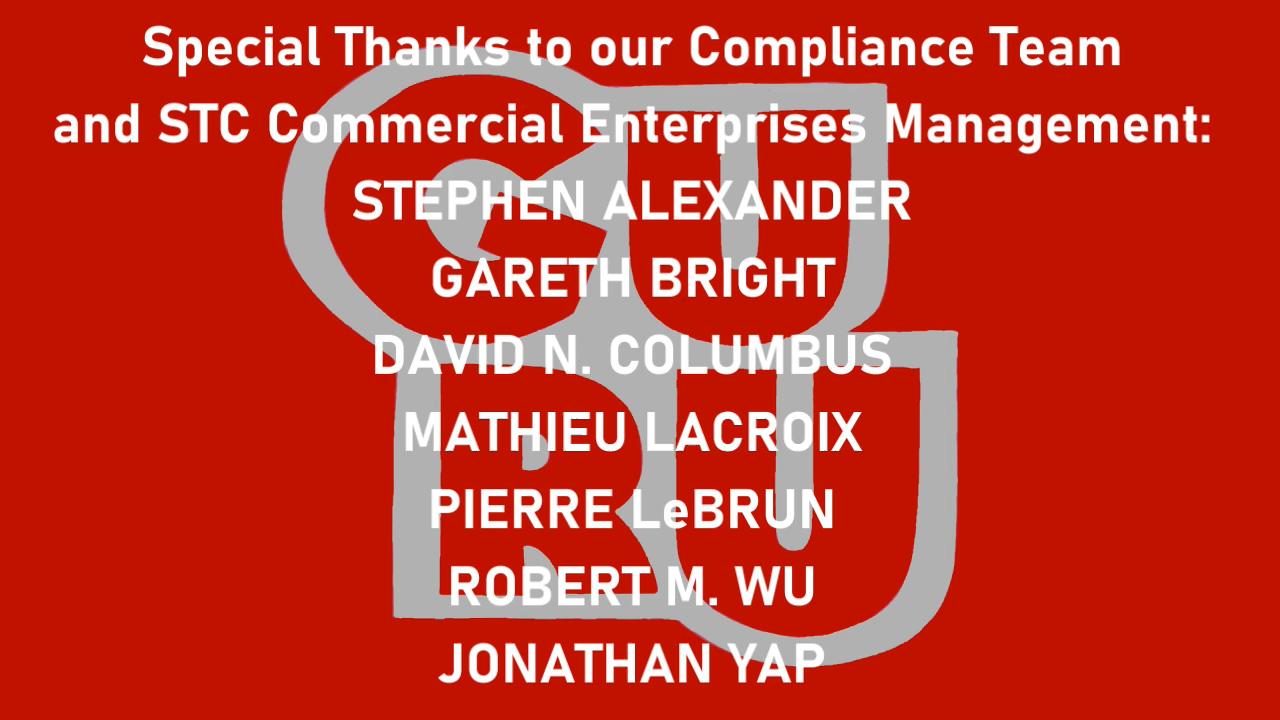 Special Thanks to our Compliance Team
and STC Commercial Enterprises Management:
STEPHEN ALEXANDER
GARETH BRIGHT
DAVID N. COLUMBUS
MATHIEU LACROIX
PIERRE LeBRUN
ROBERT M. WU
JONATHAN YAP
GURU